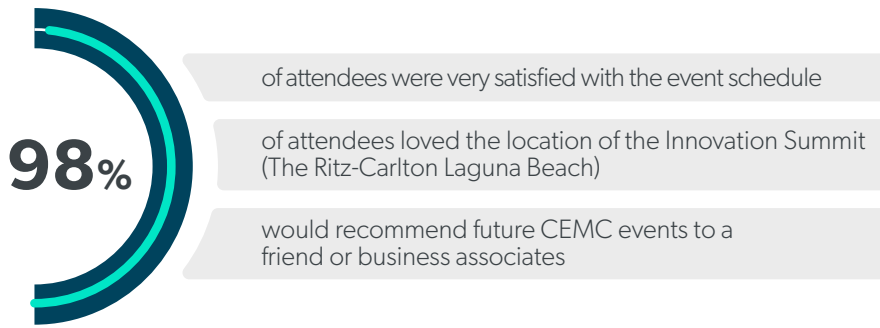 98%
of attendees were very satisfied with the event schedule
of attendees loved the location of the Innovation Summit
(The Ritz-Carlton Laguna Beach)
would recommend future CEMC events to a
friend or business associates